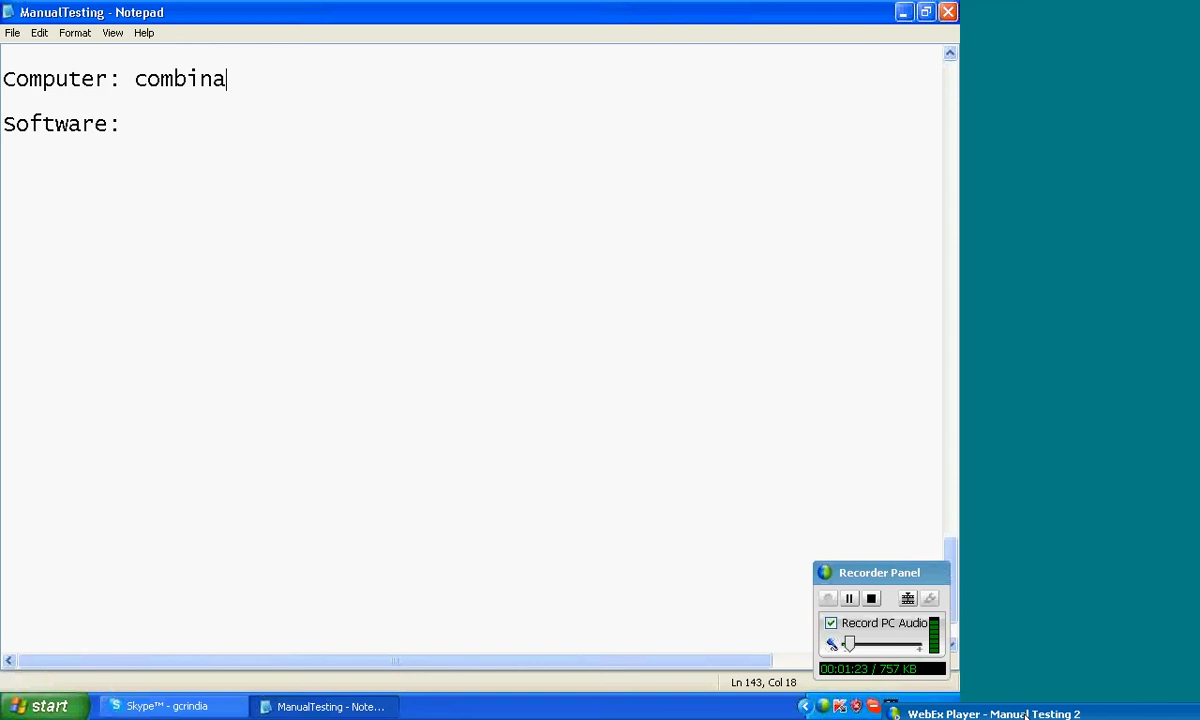 ManualTesting - Notepad
File Edit Format View Help
Computer: combina
Software:
Recorder Panel
Record PC Audio
00:01:23 / 757 KB
Ln 143, Col 18
start
Skype™ - gcrindia
ManualTesting - Note...
WebEx Player - Manual Testing 2